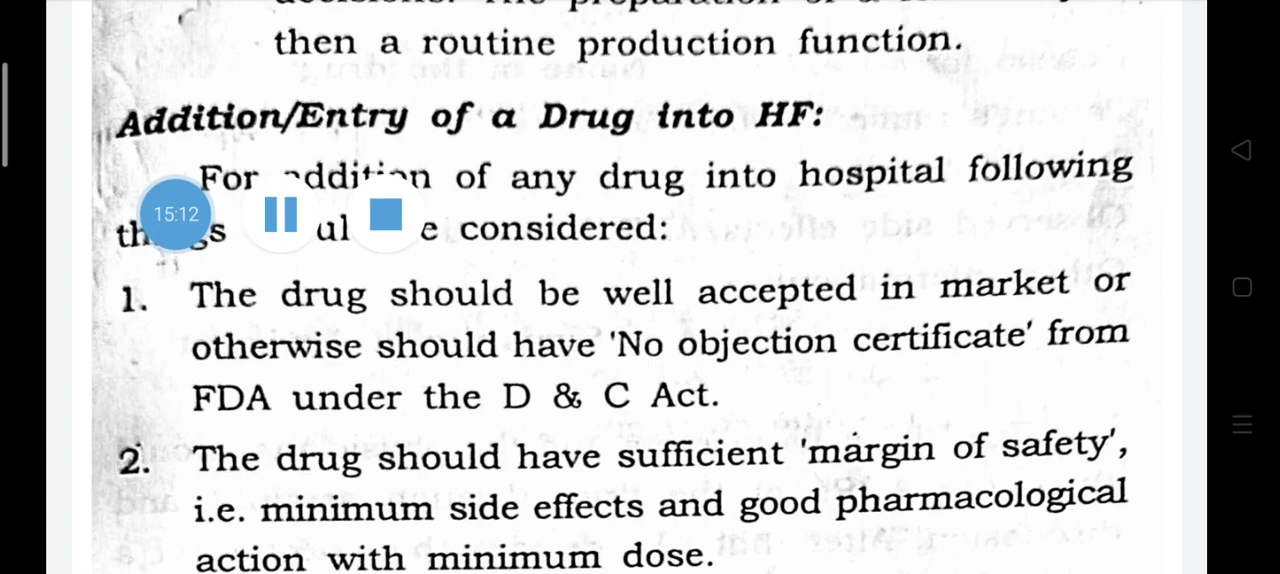 then a routine production function.
Addition/Entry of a Drug into HF:
For of any drug into hospital following
considered:
15:12
1. The drug should be well accepted in market or
otherwise should have 'No objection certificate' from
FDA under the D & C Act.
2. The drug should have sufficient 'margin of safety',
i.e. minimum side effects and good pharmacological
action with minimum dose.